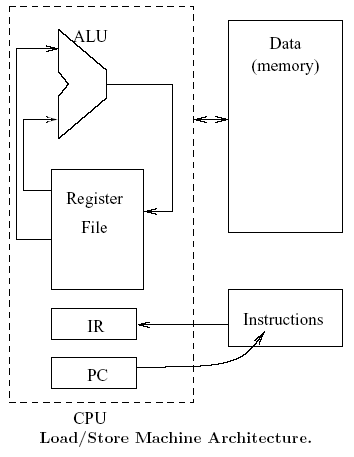 ALU
Data
(memory)
Register
File
Instructions
IR
PC
CPU
Load/Store Machine Architecture.